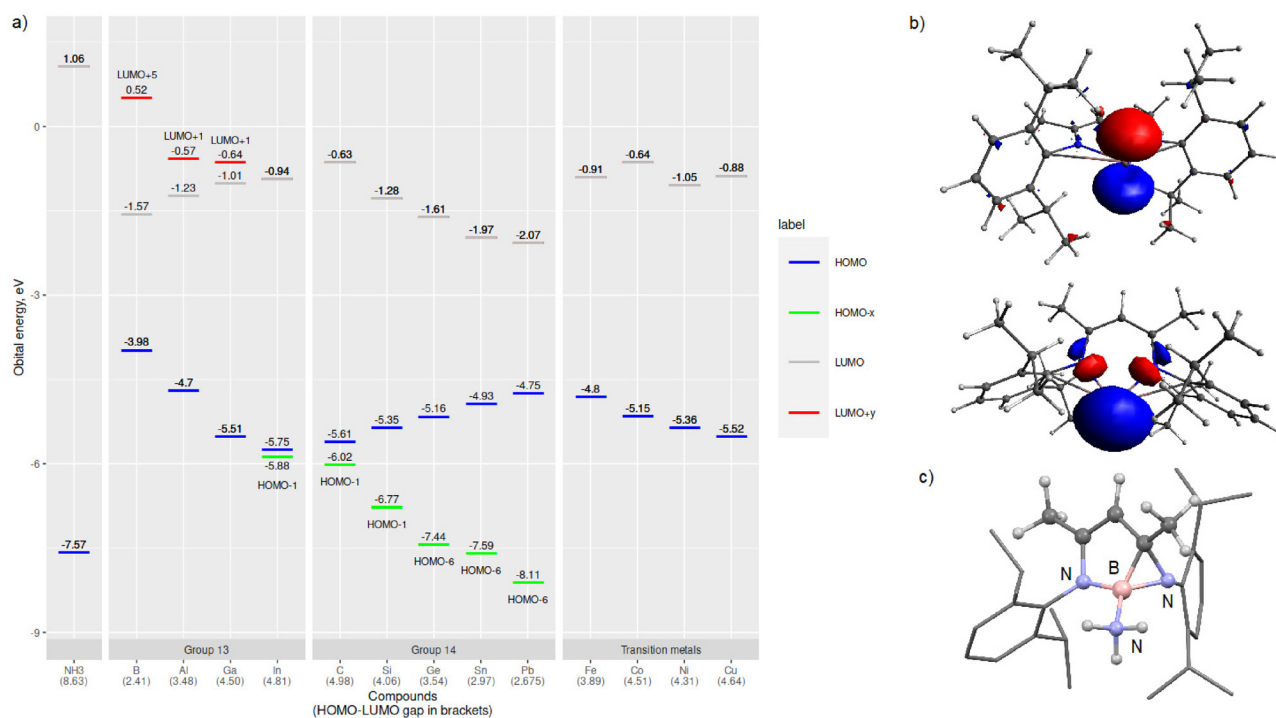 a)
Obital energy, eV
0
-3
-6
-9
1.06
-7.57
LUMO+5
0.52
-1.57
-3.98
LUMO+1
-0.57
-1.23
-4.7
LUMO+1
-0.64
-1.01
-5.51
-0.94
-5.75
-5.88
HOMO-1
-0.63
-5.61
-6.02
HOMO-1
-1.28
-5.35
-6.77
HOMO-1
-1.61
-5.16
-7.44
HOMO-6
-1.97
-4.93
-7.59
HOMO-6
-2.07
-4.75
-8.11
HOMO-6
-0.91
-4.8
-0.64
-5.15
-1.05
-5.36
-0.88
-5.52
Group 13
Group 14
Transition metals
NH3 B Al Ga In C Si Ge Sn Pb Fe Co Ni Cu
(8.63) (2.41) (3.48) (4.50) (4.81) (4.98) (4.06) (3.54) (2.97) (2.675) (3.89) (4.51) (4.31) (4.64)
Compounds
(HOMO-LUMO gap in brackets)
label
HOMO
HOMO-x
LUMO
LUMO+y
b)
c)
N B N
N